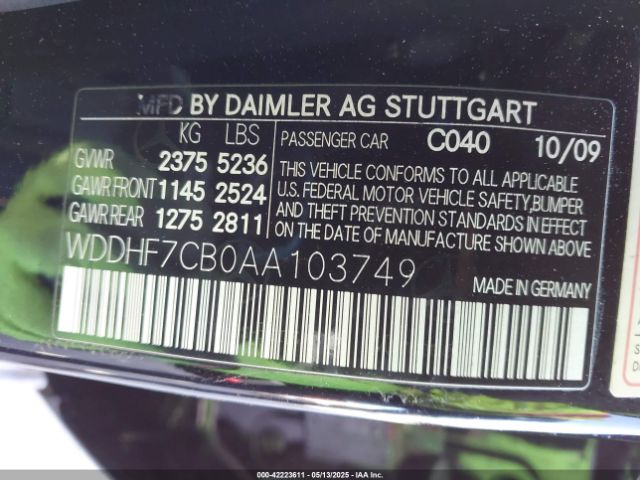 MFD BY DAIMLER AG STUTTGART
KG LBS
GVWR 2375 5236
GAWR FRONT 1145 2524
GAWR REAR 1275 2811
PASSENGER CAR C040 10/09
THIS VEHICLE CONFORMS TO ALL APPLICABLE
U.S. FEDERAL MOTOR VEHICLE SAFETY,BUMPER
AND THEFT PREVENTION STANDARDS IN EFFECT
ON THE DATE OF MANUFACTURE SHOWN ABOVE.
WDDHF7CB0AA103749
MADE IN GERMANY
000-42223611 - 05/13/2025 - IAAI.COM